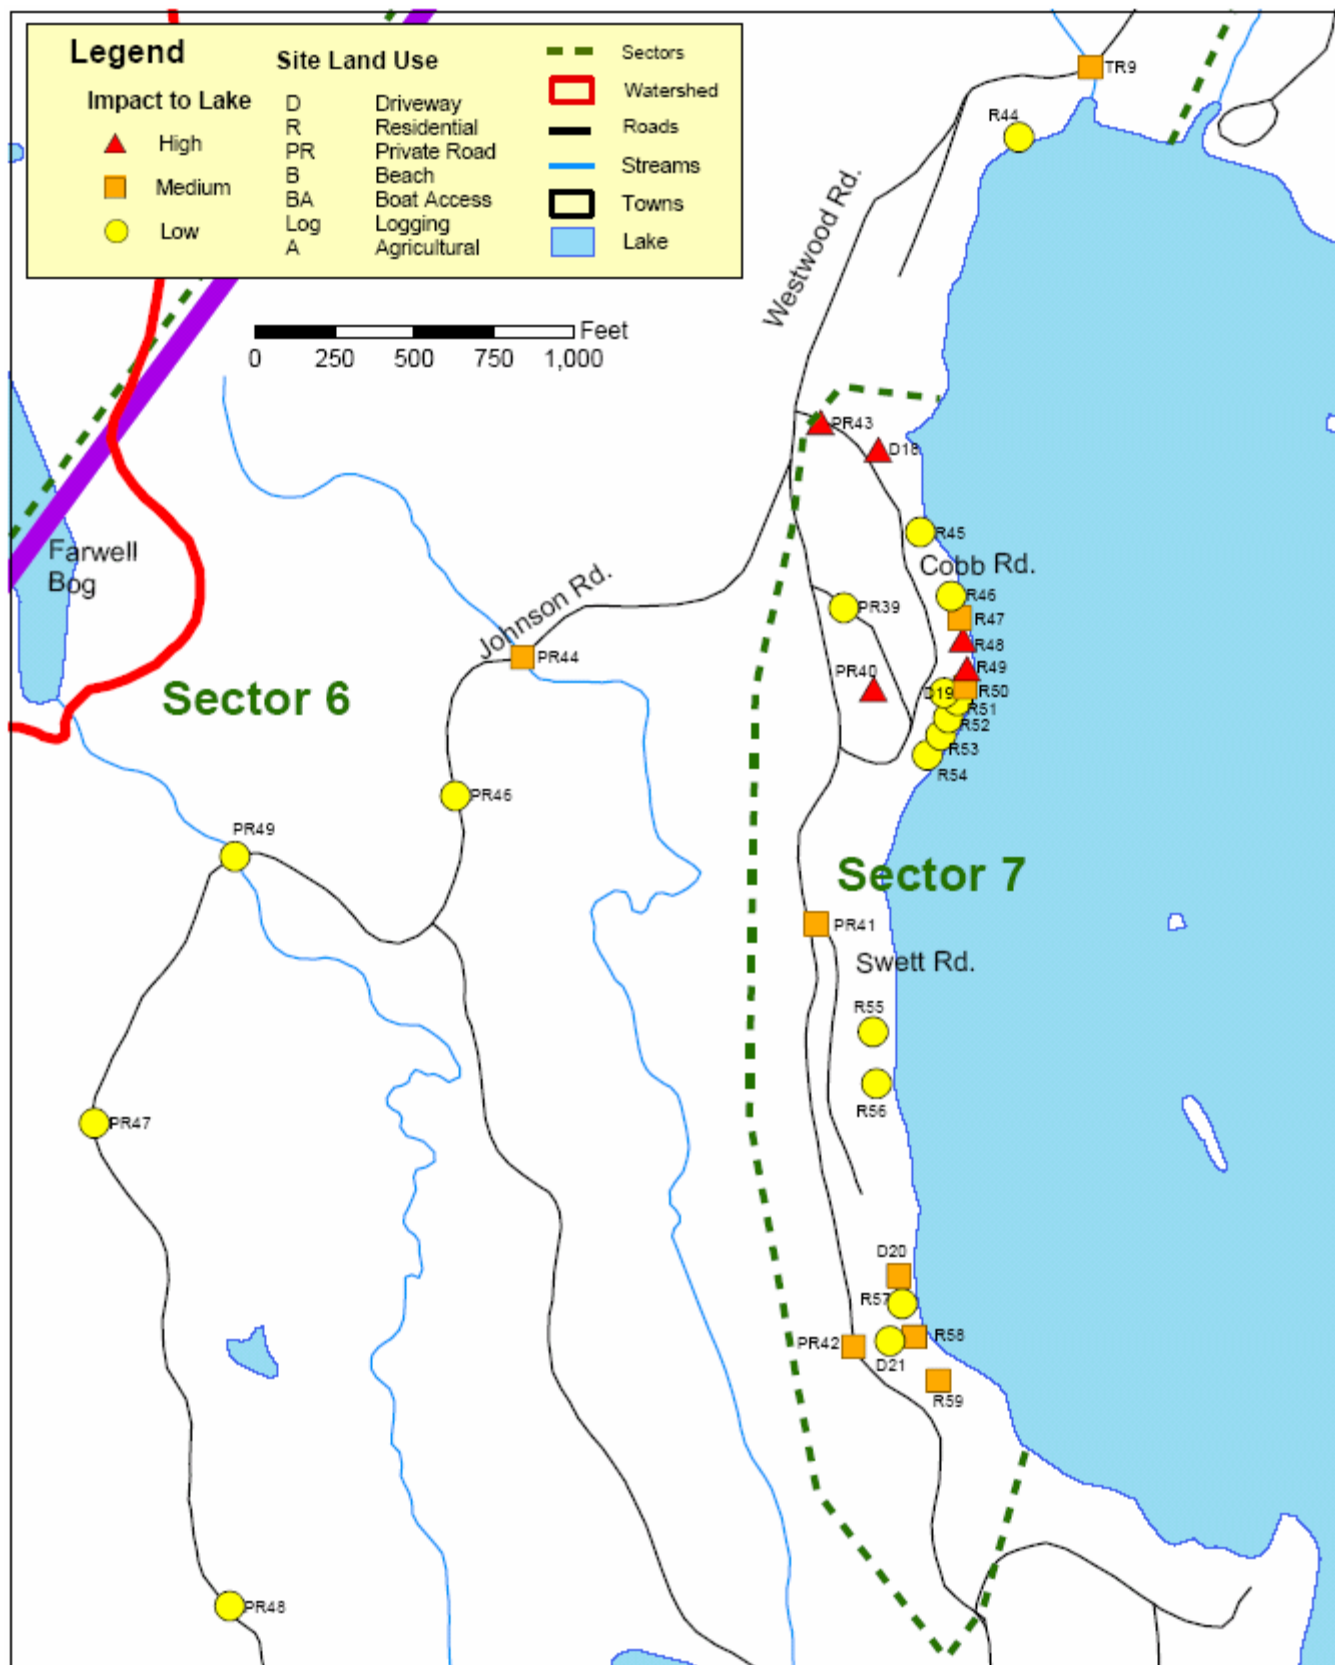 Legend
Impact to Lake
High
Medium
Low
Site Land Use
D Driveway
R Residential
PR Private Road
B Beach
BA Boat Access
Log Logging
A Agricultural
Sectors
Watershed
Roads
Streams
Towns
Lake
Feet
0 250 500 750 1,000
TR9
R44
Westwood Rd.
PR43
D18
R45
Cobb Rd.
Farwell
Bog
R46
Johnson Rd.
PR39
R47
R48
PR44
PR40
R49
Sector 6
D19
R50
R51
R52
R53
R54
PR46
PR49
Sector 7
PR41
Swett Rd.
R55
R56
PR47
D20
R57
R58
PR42
D21
R59
PR48